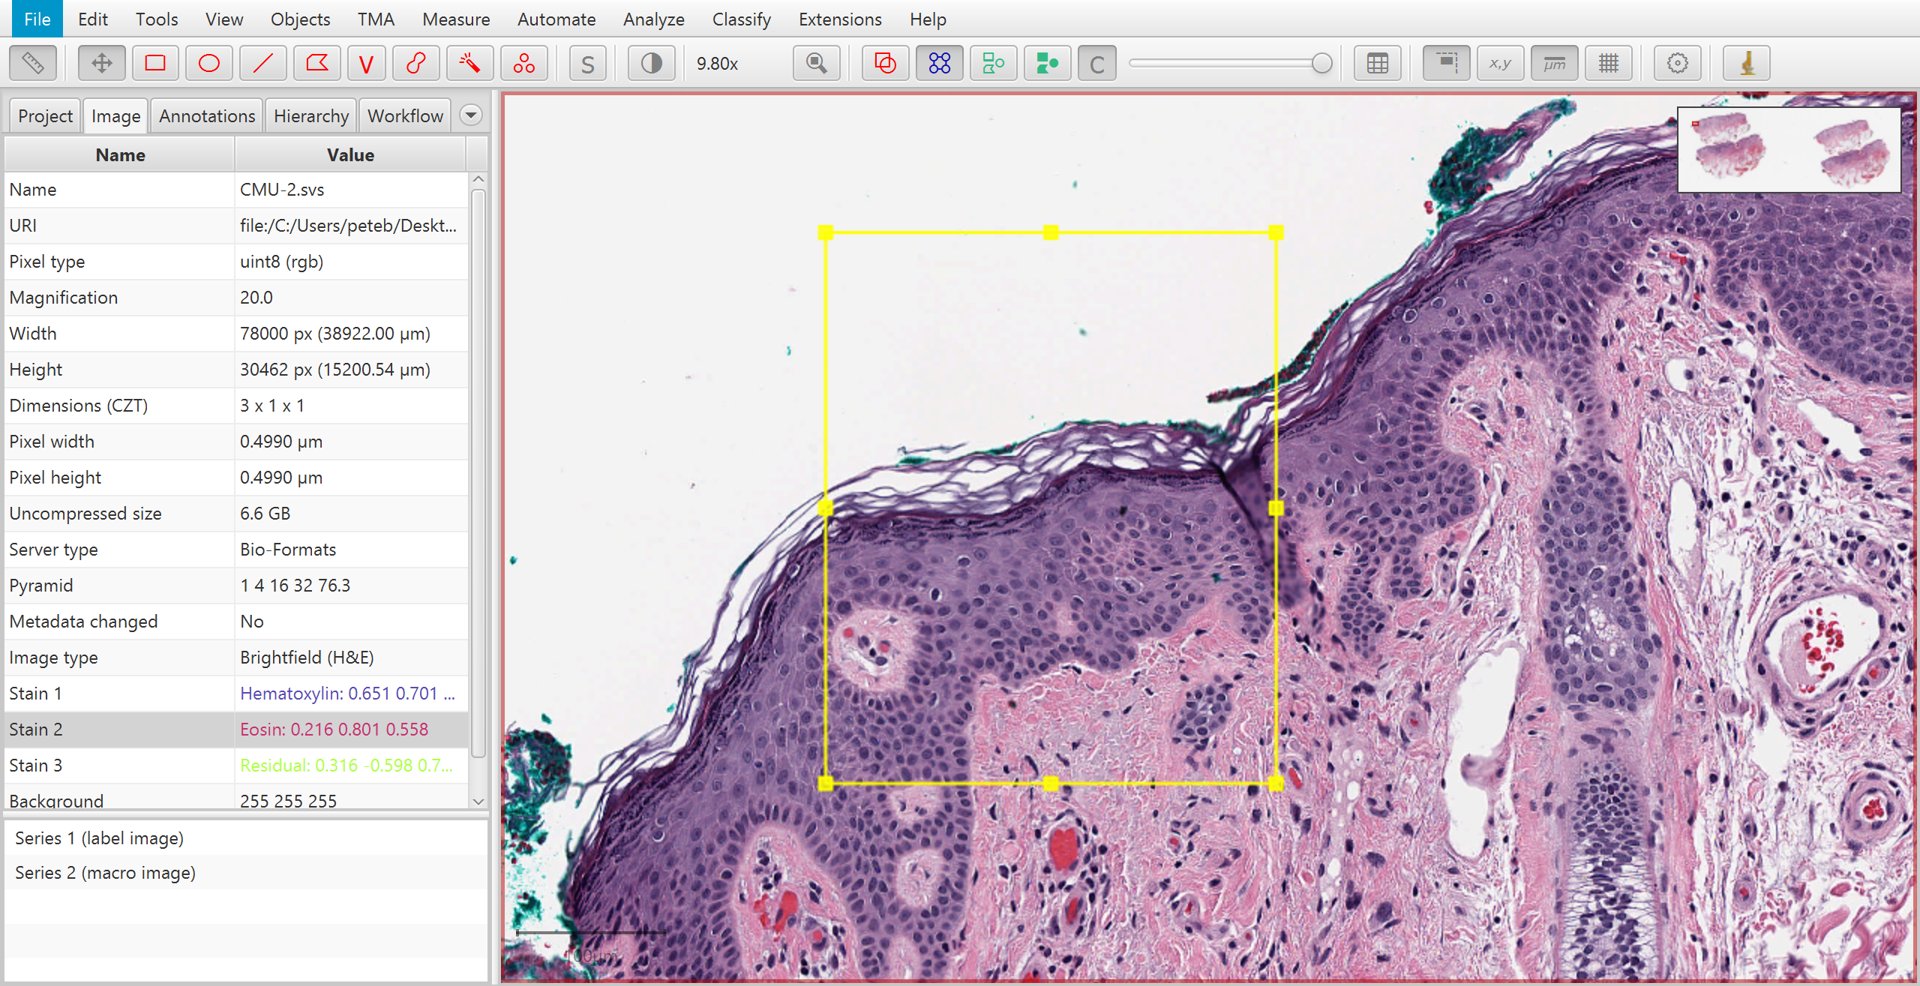 File Edit Tools View Objects TMA Measure Automate Analyze Classify Extensions Help
V S 9.80x C x,y μm
Project Image Annotations Hierarchy Workflow
Name Value
Name CMU-2.svs
URI file:/C:/Users/peteb/Deskt...
Pixel type uint8 (rgb)
Magnification 20.0
Width 78000 px (38922.00 μm)
Height 30462 px (15200.54 μm)
Dimensions (CZT) 3 x 1 x 1
Pixel width 0.4990 μm
Pixel height 0.4990 μm
Uncompressed size 6.6 GB
Server type Bio-Formats
Pyramid 1 4 16 32 76.3
Metadata changed No
Image type Brightfield (H&E)
Stain 1 Hematoxylin: 0.651 0.701 ...
Stain 2 Eosin: 0.216 0.801 0.558
Stain 3 Residual: 0.316 -0.598 0.7...
Background 255 255 255
Series 1 (label image)
Series 2 (macro image)
100μm